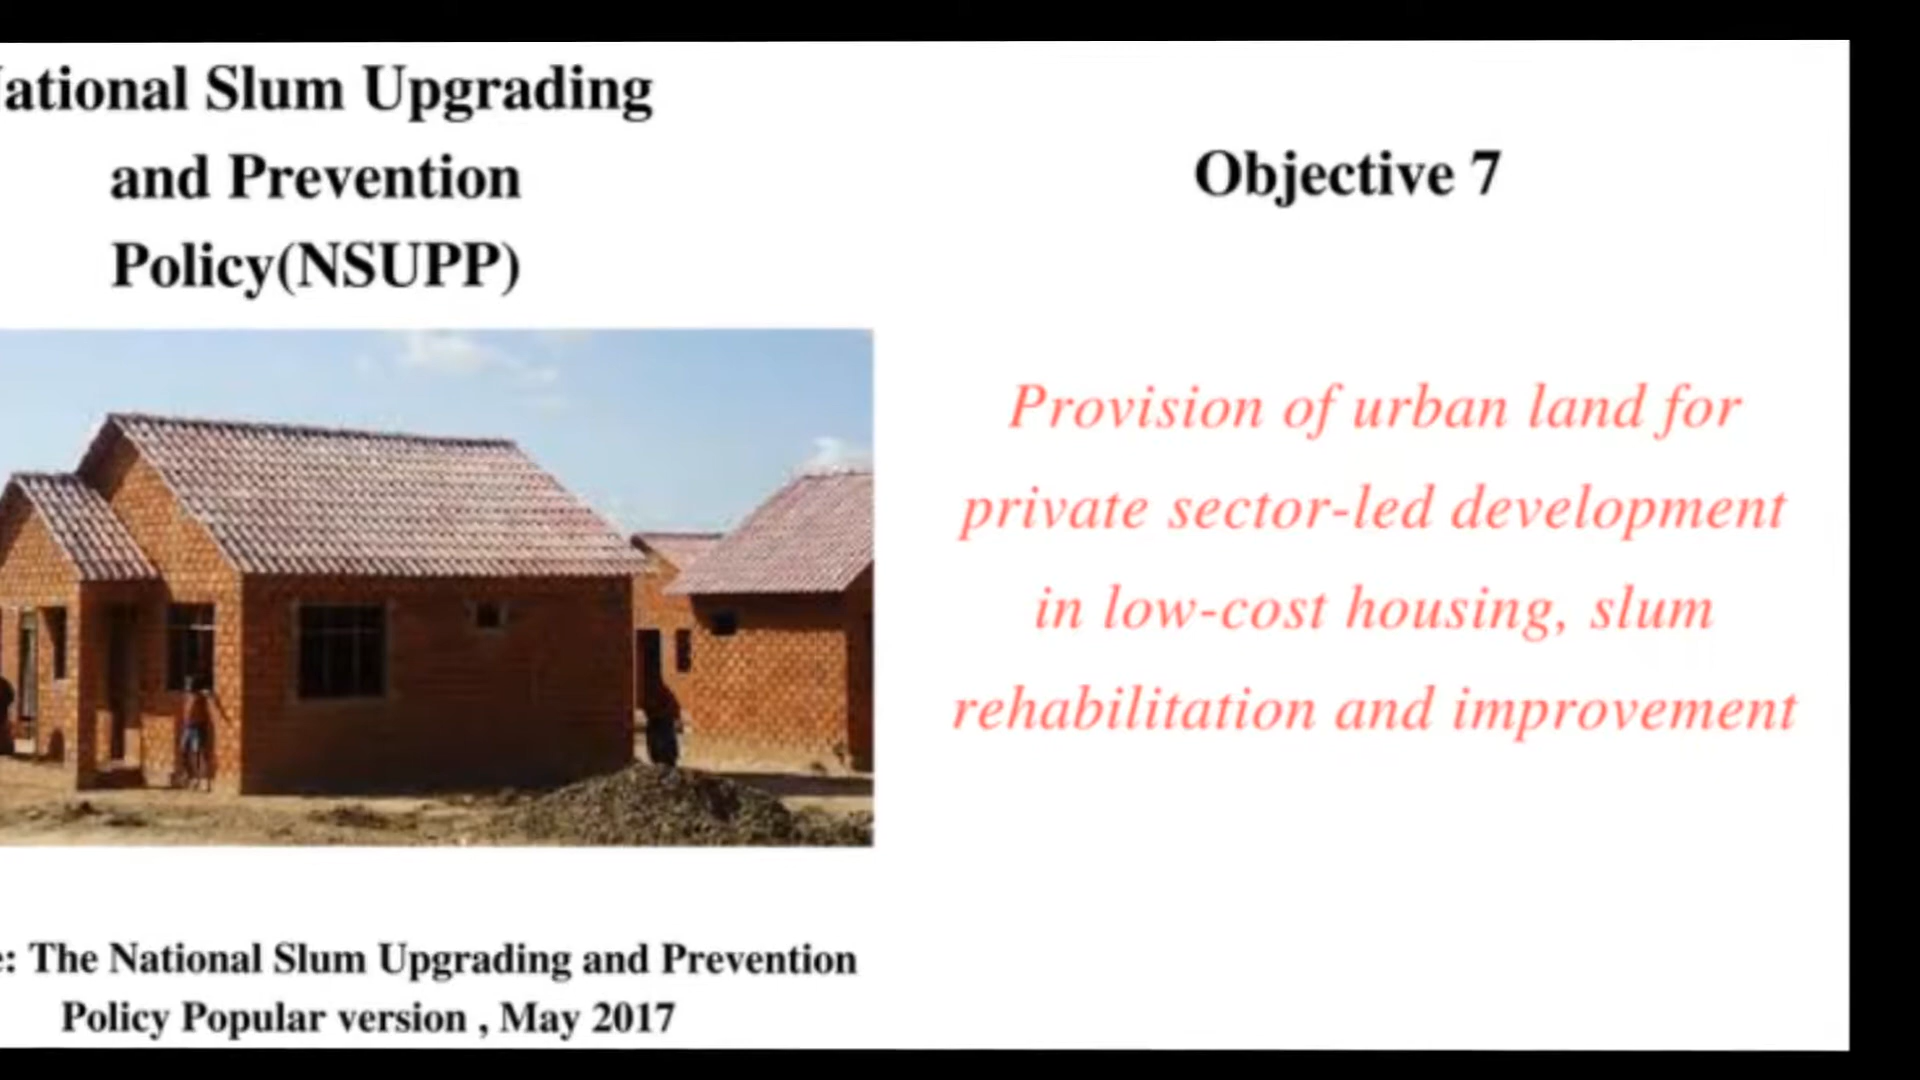 ational Slum Upgrading
and Prevention
Policy(NSUPP)
Objective 7
Provision of urban land for
private sector-led development
in low-cost housing, slum
rehabilitation and improvement
e: The National Slum Upgrading and Prevention
Policy Popular version , May 2017